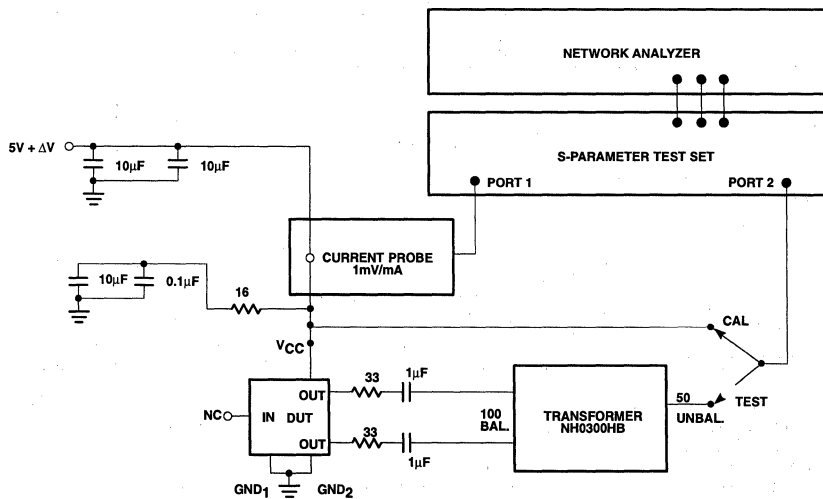 NETWORK ANALYZER
5V + ΔV
10μF
10μF
S-PARAMETER TEST SET
PORT 1
PORT 2
CURRENT PROBE
1mV/mA
10μF
0.1μF
16
CAL
VCC
33
1μF
OUT
NC
IN DUT
100
BAL.
TRANSFORMER
NH0300HB
50
UNBAL.
TEST
OUT
33
1μF
GND1
GND2